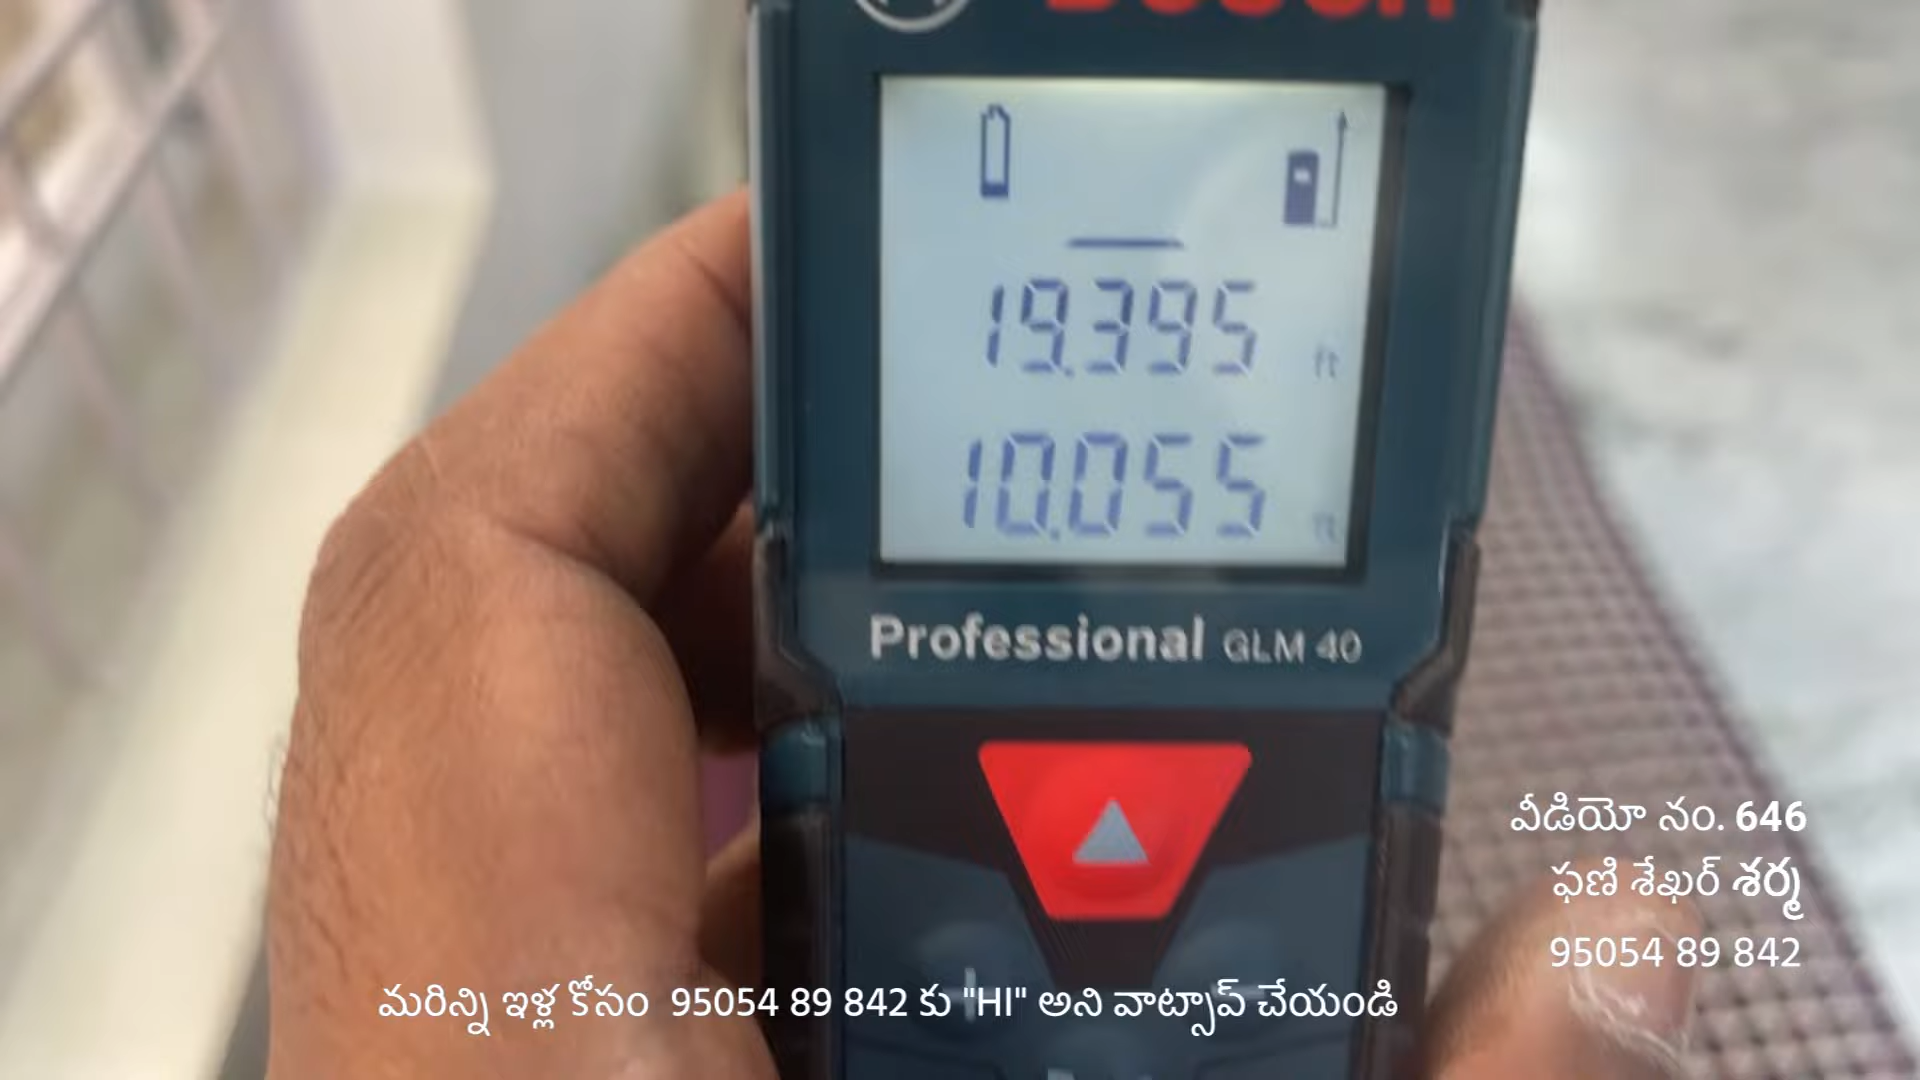 BOSCH
19.395 ft
10.055 ft
Professional GLM 40
వీడియో నం. 646
ఫణి శేఖర్ శర్మ
95054 89 842
మరిన్ని ఇళ్ల కోసం 95054 89 842 కు "HI" అని వాట్సాప్ చేయండి